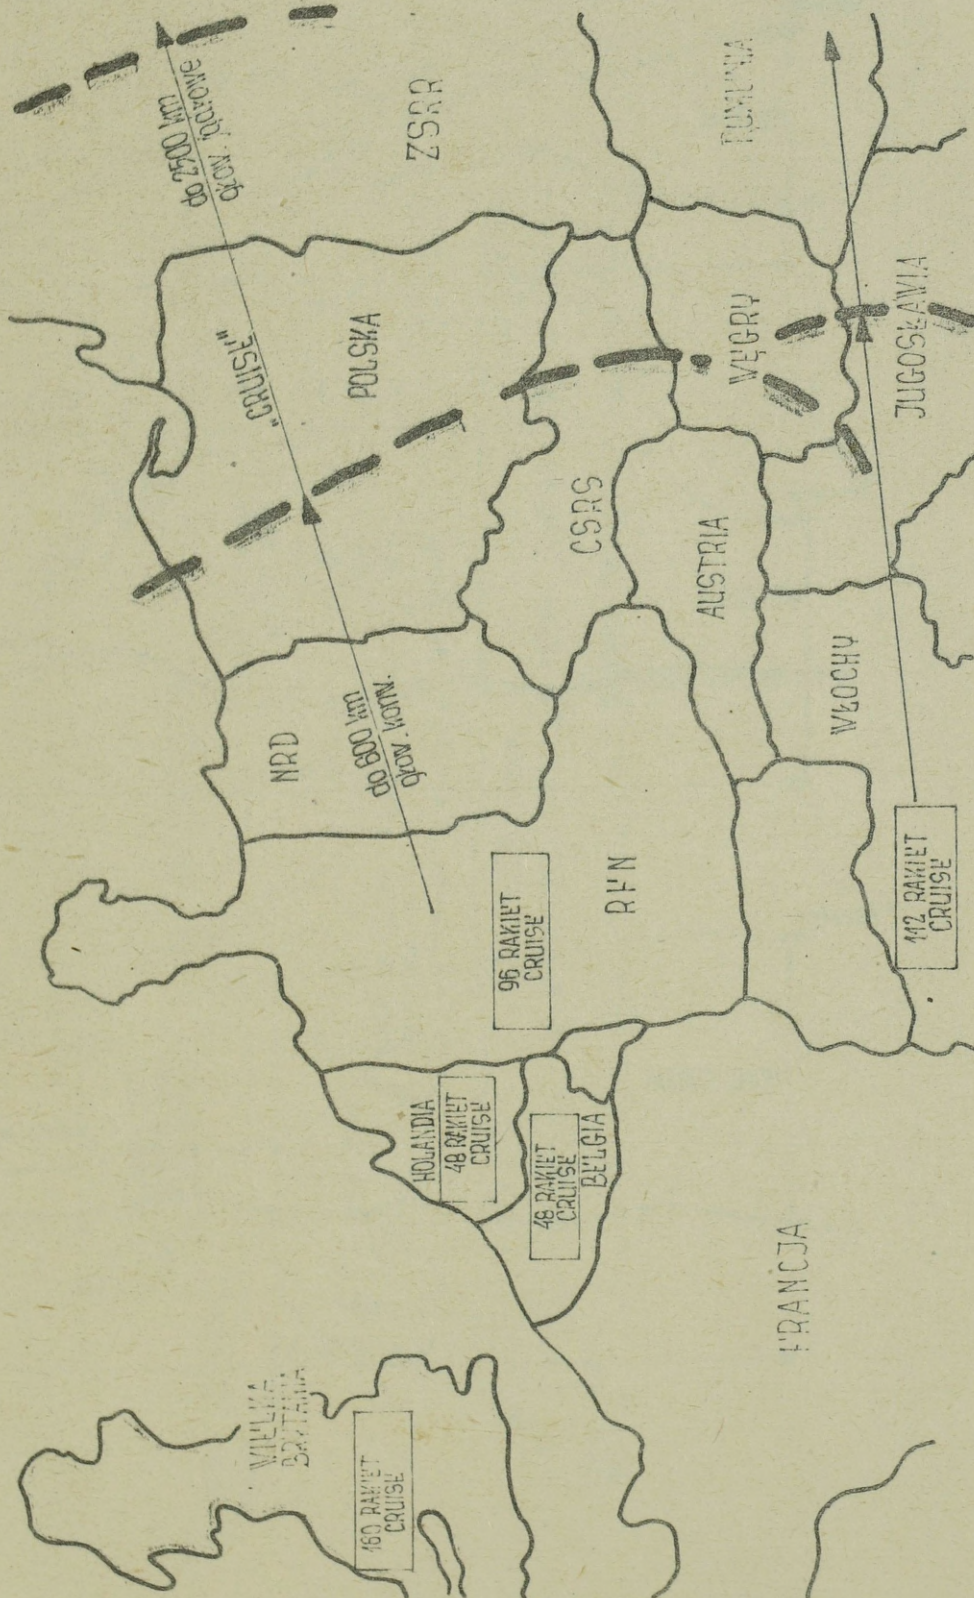 WIELKA
BRYTANIA
160 RAKIET
CRUISE
HOLANDIA
48 RAKIET
CRUISE
48 RAKIET
CRUISE
BELGIA
FRANCJA
96 RAKIET
CRUISE
RFN
NRD
do 600 km
głow. konw.
"CRUISE"
do 2500 km
głow. jądrowe
POLSKA
ZSRR
CSRS
AUSTRIA
WĘGRY
RUMUNIA
WŁOCHY
JUGOSŁAWIA
112 RAKIET
CRUISE